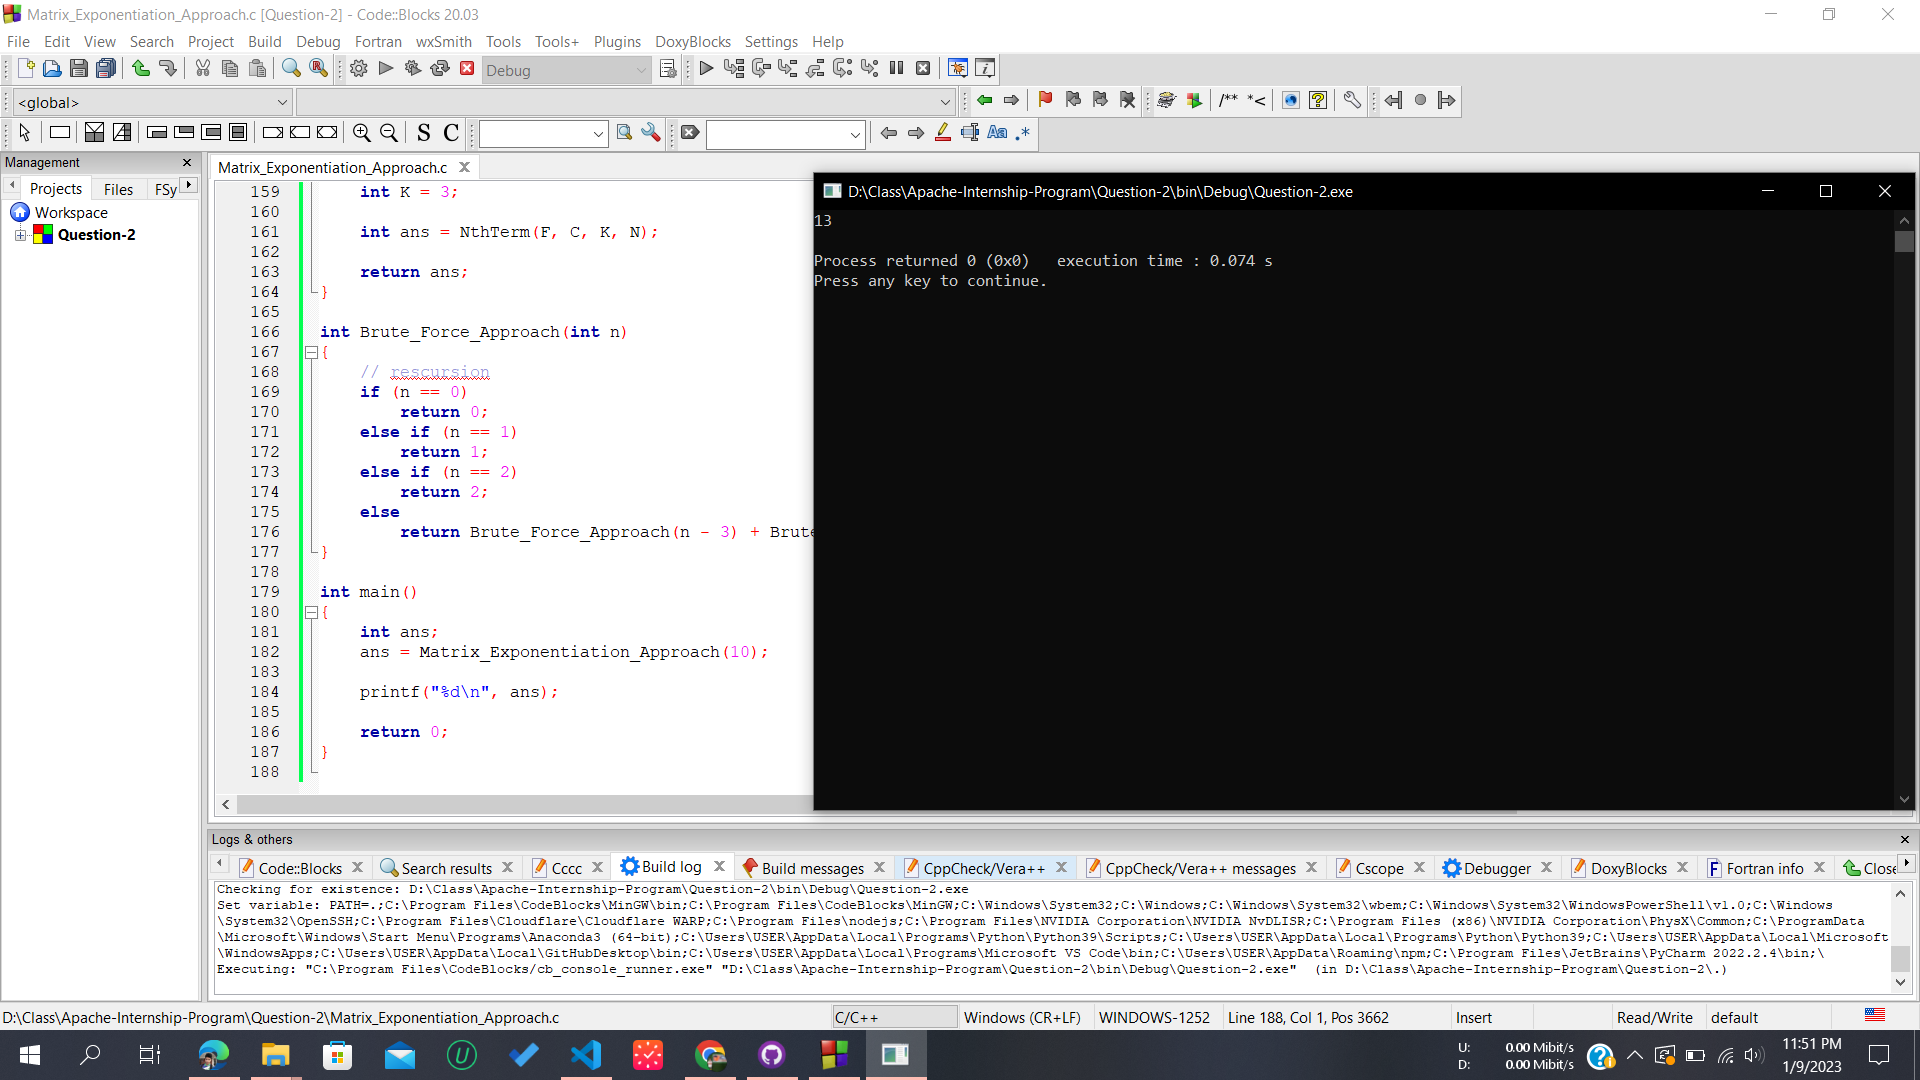 Matrix_Exponentiation_Approach.c [Question-2] - Code::Blocks 20.03
File Edit View Search Project Build Debug Fortran wxSmith Tools Tools+ Plugins DoxyBlocks Settings Help
Debug
<global>
/** *<
S C
Aa .*
Management
Projects Files FSy
Workspace
Question-2
Matrix_Exponentiation_Approach.c
159 int K = 3;
160
161 int ans = NthTerm(F, C, K, N);
162
163 return ans;
164 }
165
166 int Brute_Force_Approach(int n)
167 {
168 // rescursion
169 if (n == 0)
170 return 0;
171 else if (n == 1)
172 return 1;
173 else if (n == 2)
174 return 2;
175 else
176 return Brute_Force_Approach(n - 3) + Brute
177 }
178
179 int main()
180 {
181 int ans;
182 ans = Matrix_Exponentiation_Approach(10);
183
184 printf("%d\n", ans);
185
186 return 0;
187 }
188
D:\Class\Apache-Internship-Program\Question-2\bin\Debug\Question-2.exe
13
Process returned 0 (0x0) execution time : 0.074 s
Press any key to continue.
Logs & others
Code::Blocks Search results Cccc Build log Build messages CppCheck/Vera++ CppCheck/Vera++ messages Cscope Debugger DoxyBlocks Fortran info Close
Checking for existence: D:\Class\Apache-Internship-Program\Question-2\bin\Debug\Question-2.exe
Set variable: PATH=.;C:\Program Files\CodeBlocks\MinGW\bin;C:\Program Files\CodeBlocks\MinGW;C:\Windows\System32;C:\Windows;C:\Windows\System32\wbem;C:\Windows\System32\WindowsPowerShell\v1.0;C:\Windows
\System32\OpenSSH;C:\Program Files\Cloudflare\Cloudflare WARP;C:\Program Files\nodejs;C:\Program Files\NVIDIA Corporation\NVIDIA NvDLISR;C:\Program Files (x86)\NVIDIA Corporation\PhysX\Common;C:\ProgramData
\Microsoft\Windows\Start Menu\Programs\Anaconda3 (64-bit);C:\Users\USER\AppData\Local\Programs\Python\Python39\Scripts;C:\Users\USER\AppData\Local\Programs\Python\Python39;C:\Users\USER\AppData\Local\Microsoft
\WindowsApps;C:\Users\USER\AppData\Local\GitHubDesktop\bin;C:\Users\USER\AppData\Local\Programs\Microsoft VS Code\bin;C:\Users\USER\AppData\Roaming\npm;C:\Program Files\JetBrains\PyCharm 2022.2.4\bin;\
Executing: "C:\Program Files\CodeBlocks/cb_console_runner.exe" "D:\Class\Apache-Internship-Program\Question-2\bin\Debug\Question-2.exe" (in D:\Class\Apache-Internship-Program\Question-2\.)
D:\Class\Apache-Internship-Program\Question-2\Matrix_Exponentiation_Approach.c C/C++ Windows (CR+LF) WINDOWS-1252 Line 188, Col 1, Pos 3662 Insert Read/Write default
U: 0.00 Mibit/s
D: 0.00 Mibit/s
11:51 PM
1/9/2023